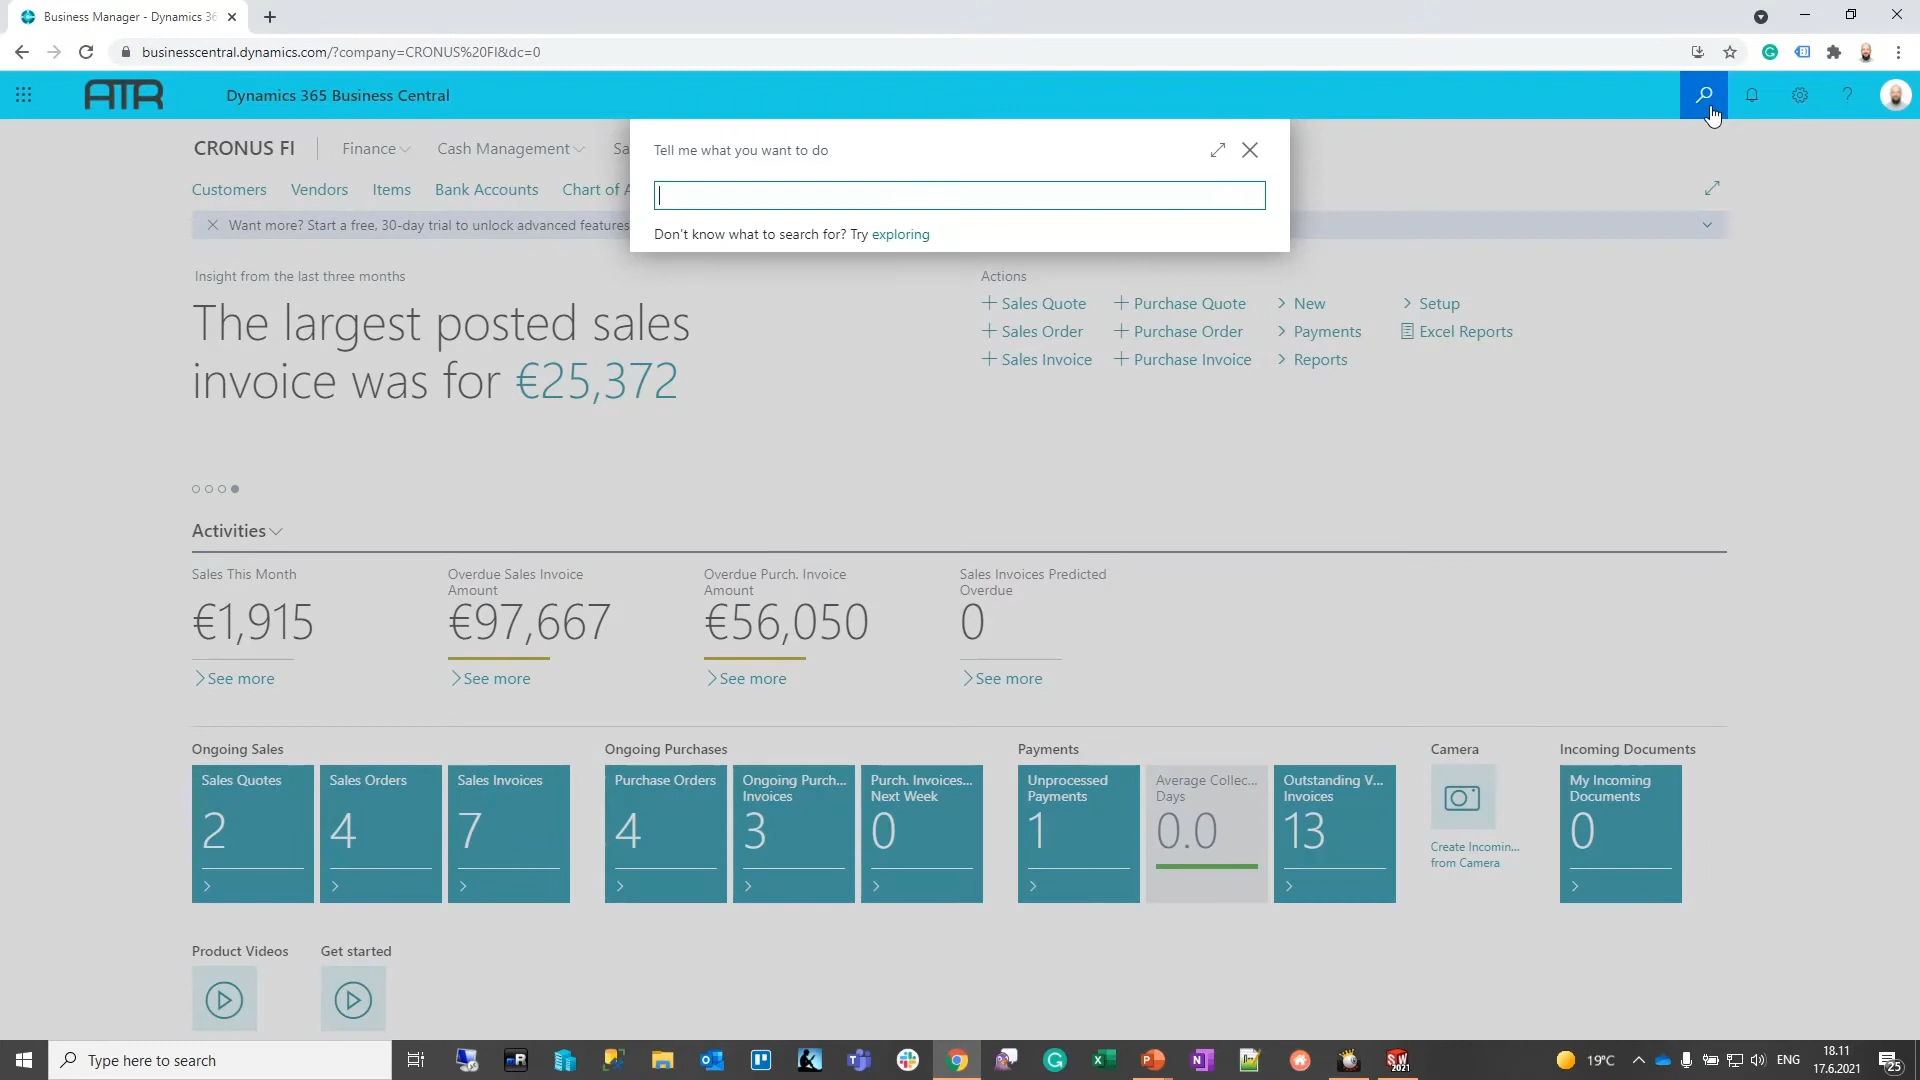 Business Manager - Dynamics 36
businesscentral.dynamics.com/?company=CRONUS%20FI&dc=0
ATR
Dynamics 365 Business Central
?
CRONUS FI
Finance
Cash Management
Sa
Tell me what you want to do
Customers
Vendors
Items
Bank Accounts
Chart of A
Want more? Start a free, 30-day trial to unlock advanced features
Don't know what to search for? Try exploring
Insight from the last three months
The largest posted sales
invoice was for €25,372
Actions
Sales Quote
Purchase Quote
New
Setup
Sales Order
Purchase Order
Payments
Excel Reports
Sales Invoice
Purchase Invoice
Reports
Activities
Sales This Month
€1,915
See more
Overdue Sales Invoice
Amount
€97,667
See more
Overdue Purch. Invoice
Amount
€56,050
See more
Sales Invoices Predicted
Overdue
0
See more
Ongoing Sales
Sales Quotes
2
Sales Orders
4
Sales Invoices
7
Ongoing Purchases
Purchase Orders
4
Ongoing Purch...
Invoices
3
Purch. Invoices...
Next Week
0
Payments
Unprocessed
Payments
1
Average Collec...
Days
0.0
Outstanding V...
Invoices
13
Camera
Create Incomin...
from Camera
Incoming Documents
My Incoming
Documents
0
Product Videos
Get started
Type here to search
19°C
ENG
18.11
17.6.2021
25